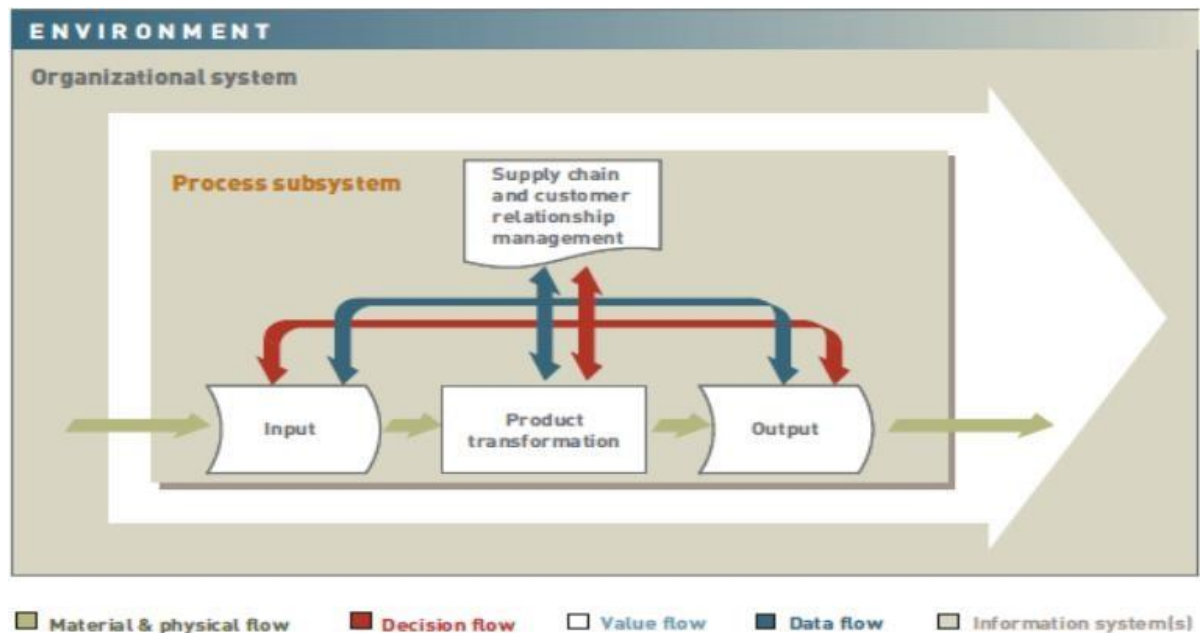 ENVIRONMENT
Organizational system
Process subsystem
Supply chain
and customer
relationship
management
Input
Product
transformation
Output
Material & physical flow
Decision flow
Value flow
Data flow
Information system(s)